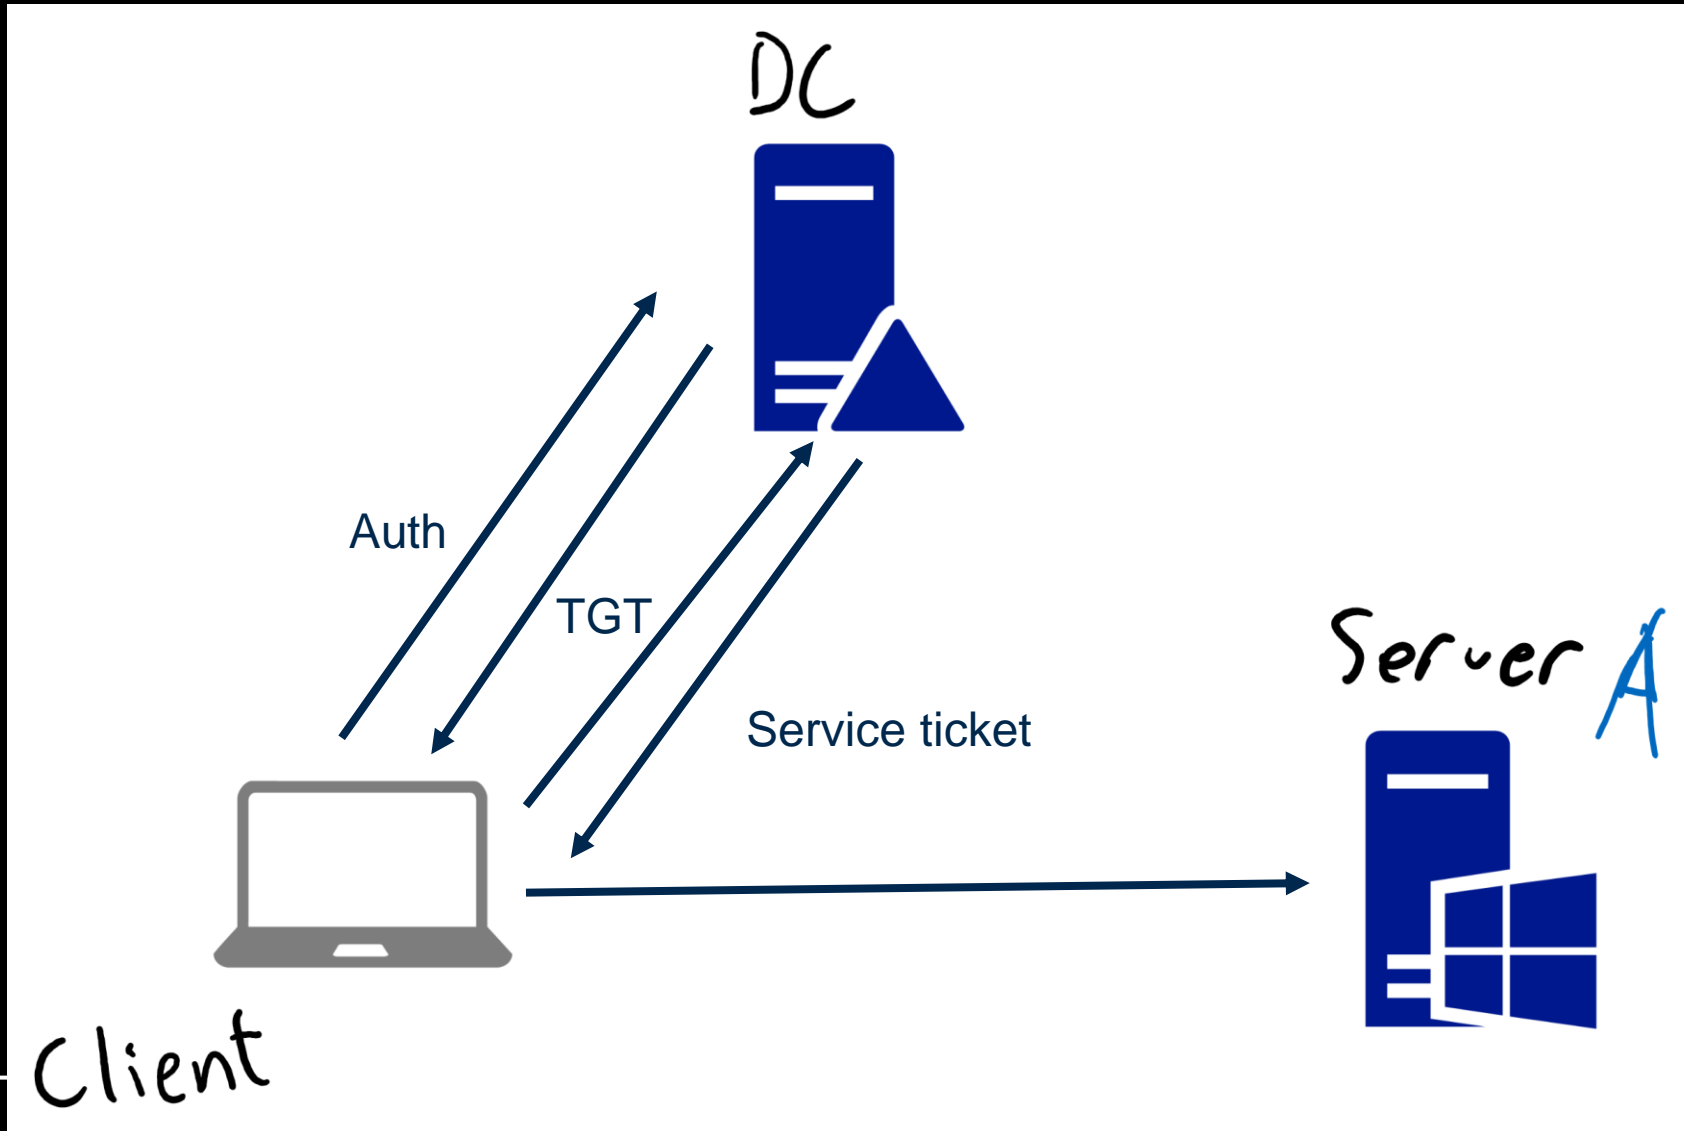 DC
Auth
TGT
Server A
Service ticket
Client